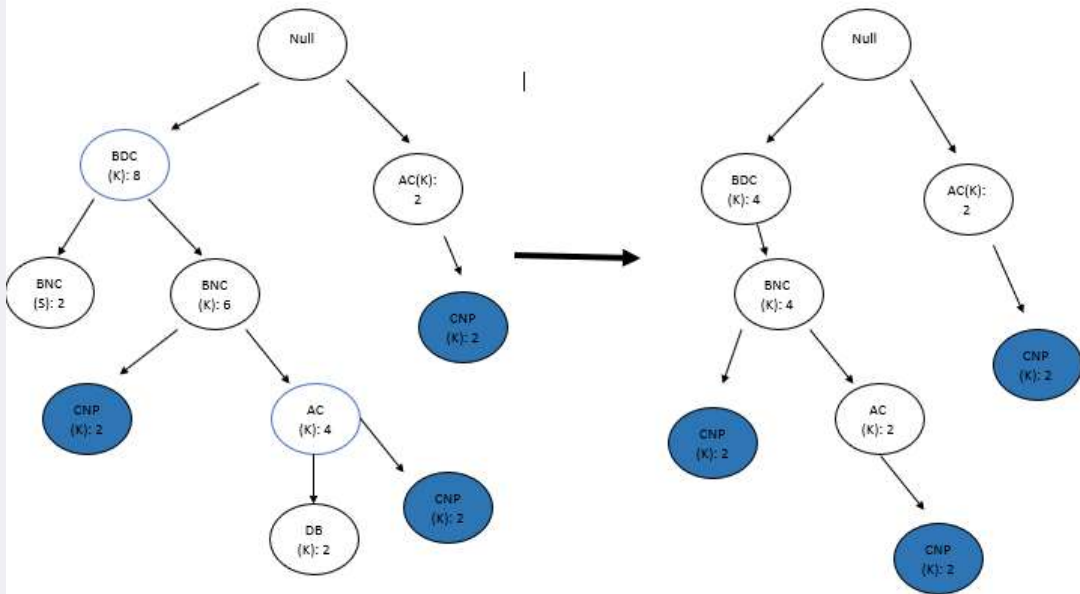 Null
BDC
(K): 8
AC(K):
2
BNC
(S): 2
BNC
(K): 6
CNP
(K): 2
CNP
(K): 2
AC
(K): 4
CNP
(K): 2
DB
(K): 2
Null
BDC
(K): 4
AC(K):
2
BNC
(K): 4
CNP
(K): 2
CNP
(K): 2
AC
(K): 2
CNP
(K): 2